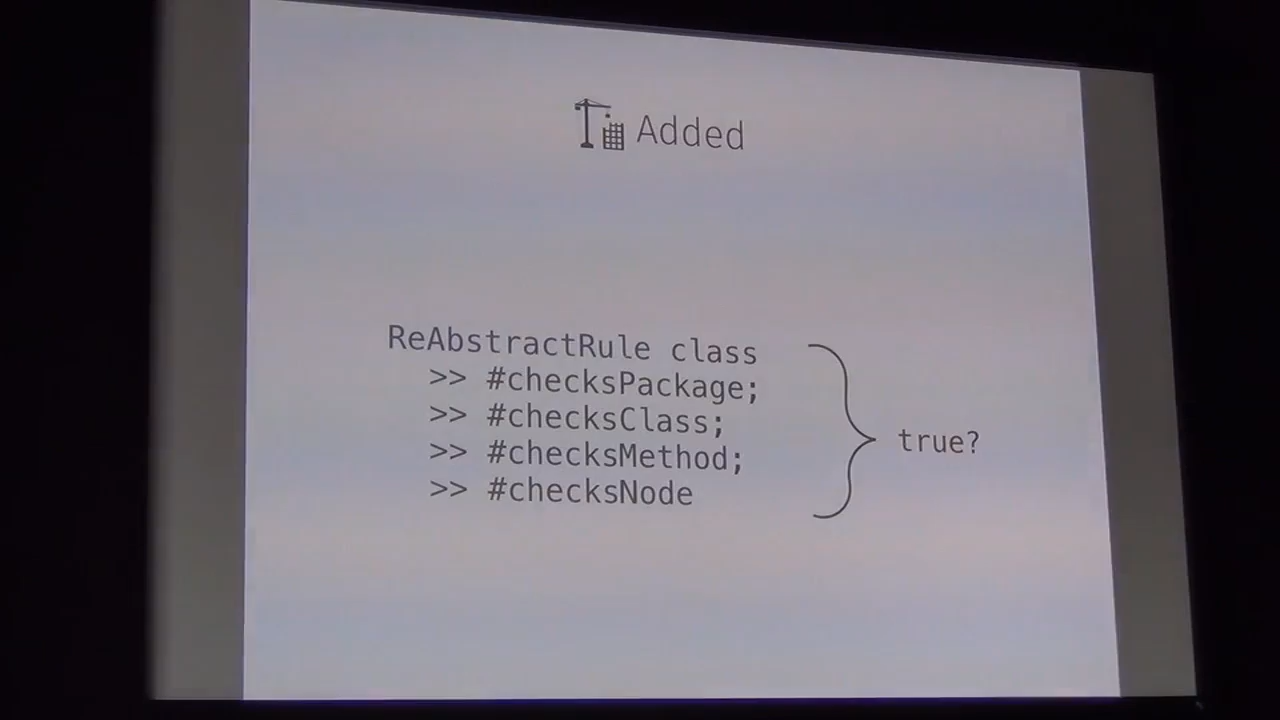 Added
ReAbstractRule class
>> #checksPackage;
>> #checksClass;
>> #checksMethod;
>> #checksNode
true?